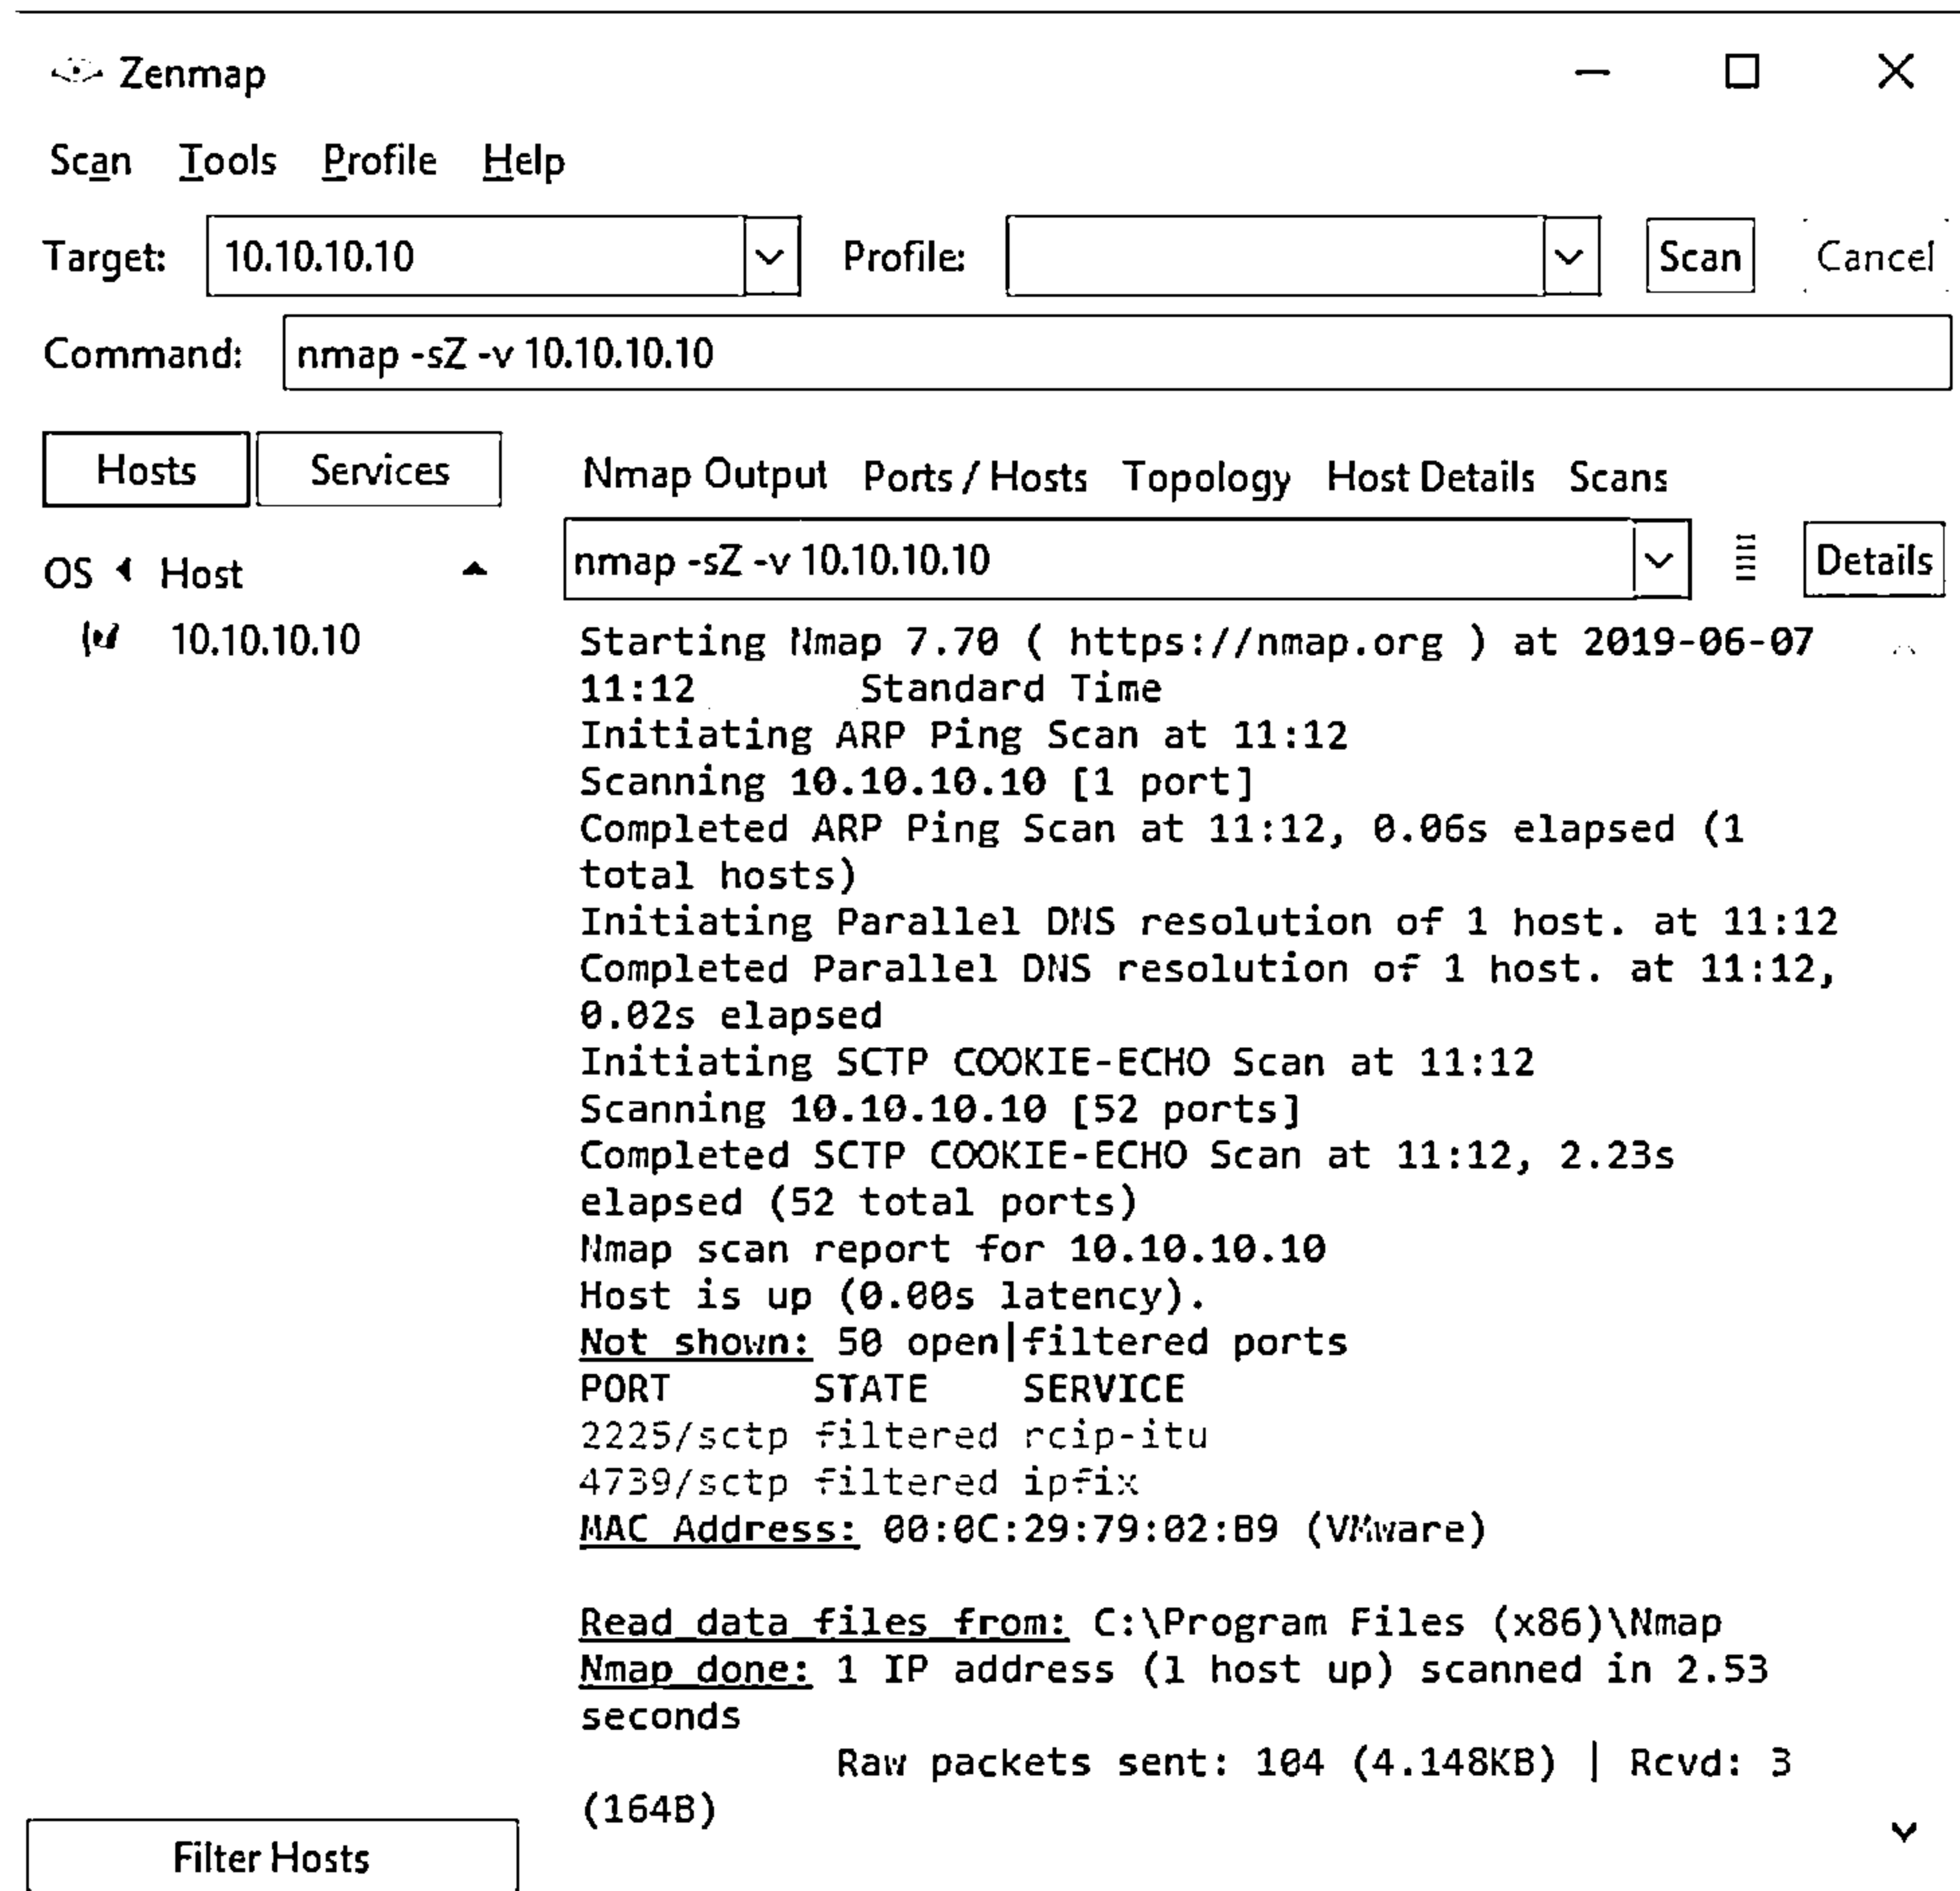 Zenmap
Scan Tools Profile Help
Target: 10.10.10.10 Profile: Scan Cancel
Command: nmap -sZ -v 10.10.10.10
Hosts Services Nmap Output Ports / Hosts Topology Host Details Scans
nmap -sZ -v 10.10.10.10 Details
OS Host
10.10.10.10
Starting Nmap 7.70 ( https://nmap.org ) at 2019-06-07
11:12 Standard Time
Initiating ARP Ping Scan at 11:12
Scanning 10.10.10.10 [1 port]
Completed ARP Ping Scan at 11:12, 0.06s elapsed (1
total hosts)
Initiating Parallel DNS resolution of 1 host. at 11:12
Completed Parallel DNS resolution of 1 host. at 11:12,
0.02s elapsed
Initiating SCTP COOKIE-ECHO Scan at 11:12
Scanning 10.10.10.10 [52 ports]
Completed SCTP COOKIE-ECHO Scan at 11:12, 2.23s
elapsed (52 total ports)
Nmap scan report for 10.10.10.10
Host is up (0.00s latency).
Not shown: 50 open|filtered ports
PORT STATE SERVICE
2225/sctp filtered rcip-itu
4739/sctp filtered ipfix
MAC Address: 00:0C:29:79:02:B9 (VMware)
Read data files from: C:\Program Files (x86)\Nmap
Nmap done: 1 IP address (1 host up) scanned in 2.53
seconds
Raw packets sent: 104 (4.148KB) | Rcvd: 3
(164B)
Filter Hosts